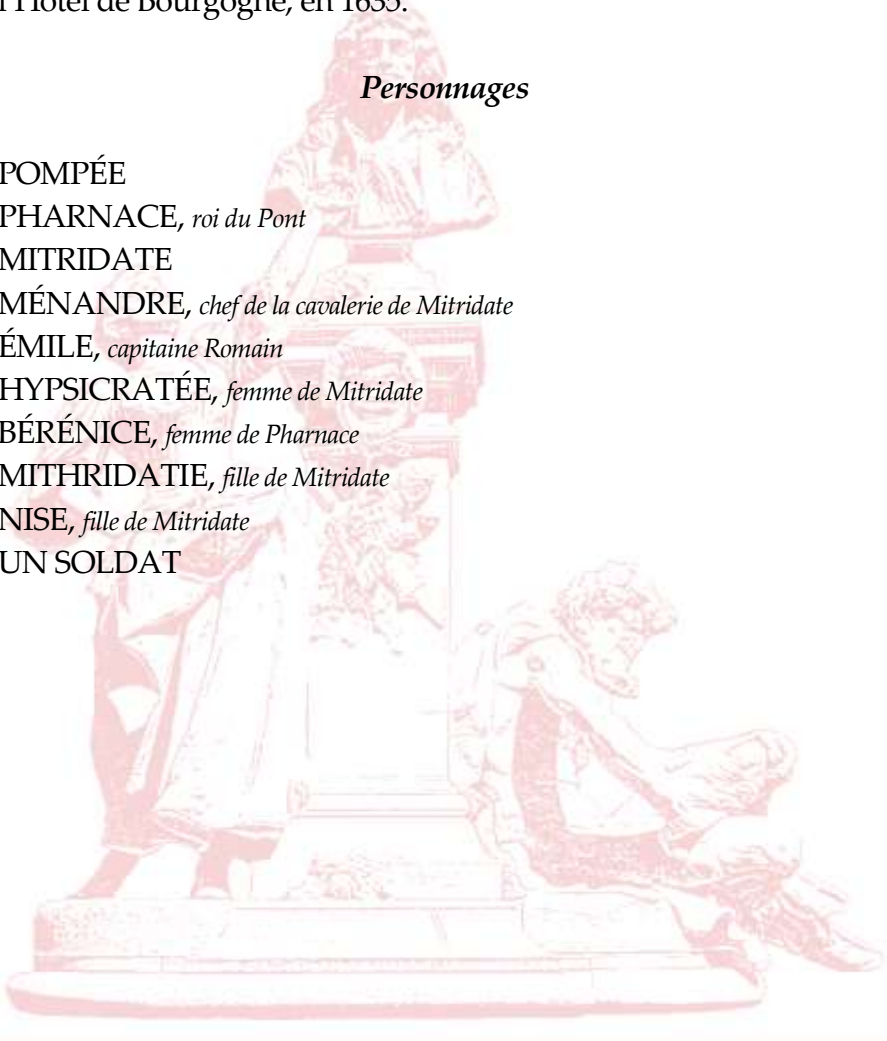 l'Hôtel de Bourgogne, en 1635.
Personnages
POMPÉE
PHARNACE, roi du Pont
MITRIDATE
MÉNANDRE, chef de la cavalerie de Mitridate
ÉMILE, capitaine Romain
HYPSICRATÉE, femme de Mitridate
BÉRÉNICE, femme de Pharnace
MITHRIDATIE, fille de Mitridate
NISE, fille de Mitridate
UN SOLDAT